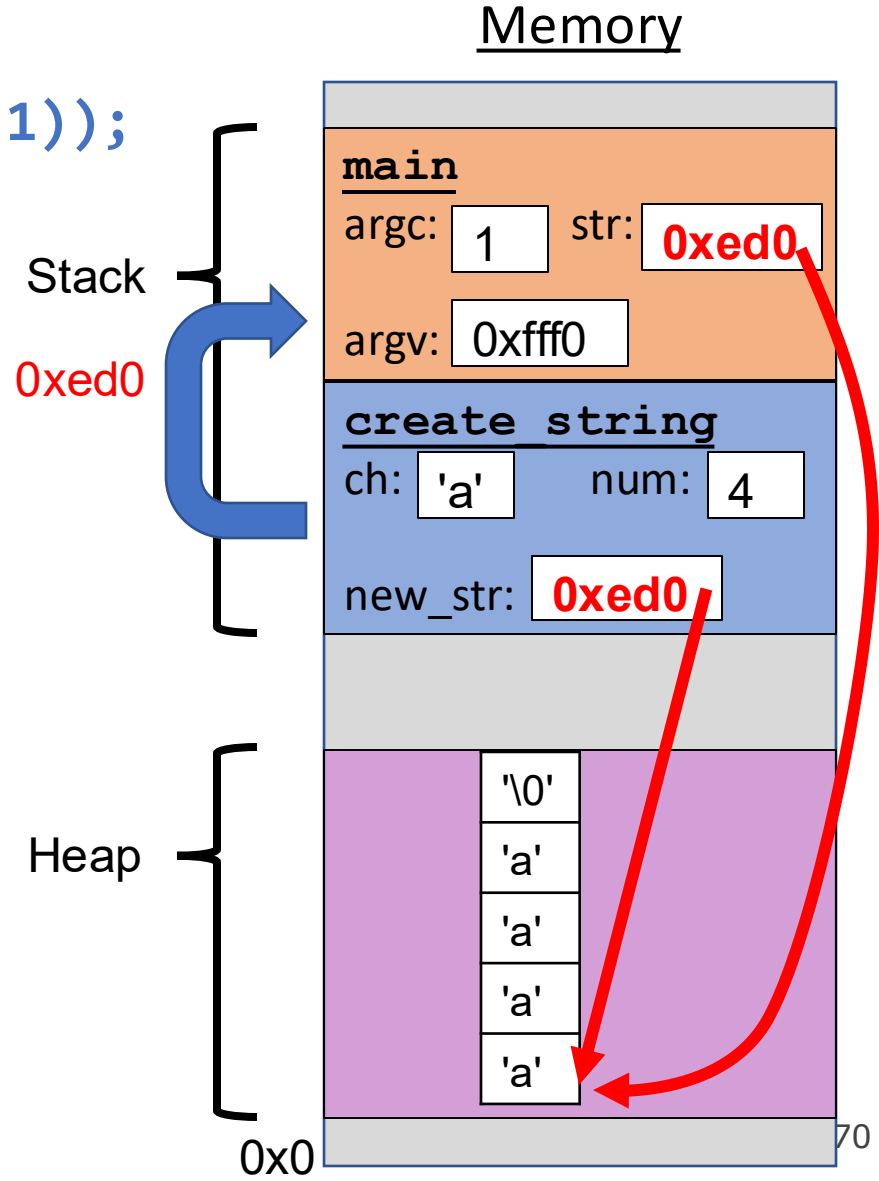 Memory
1));
main
argc: 1 str: 0xed0
Stack
argv: 0xfff0
0xed0
create_string
ch: 'a' num: 4
new_str: 0xed0
'\0'
Heap
'a'
'a'
'a'
'a'
0x0
70